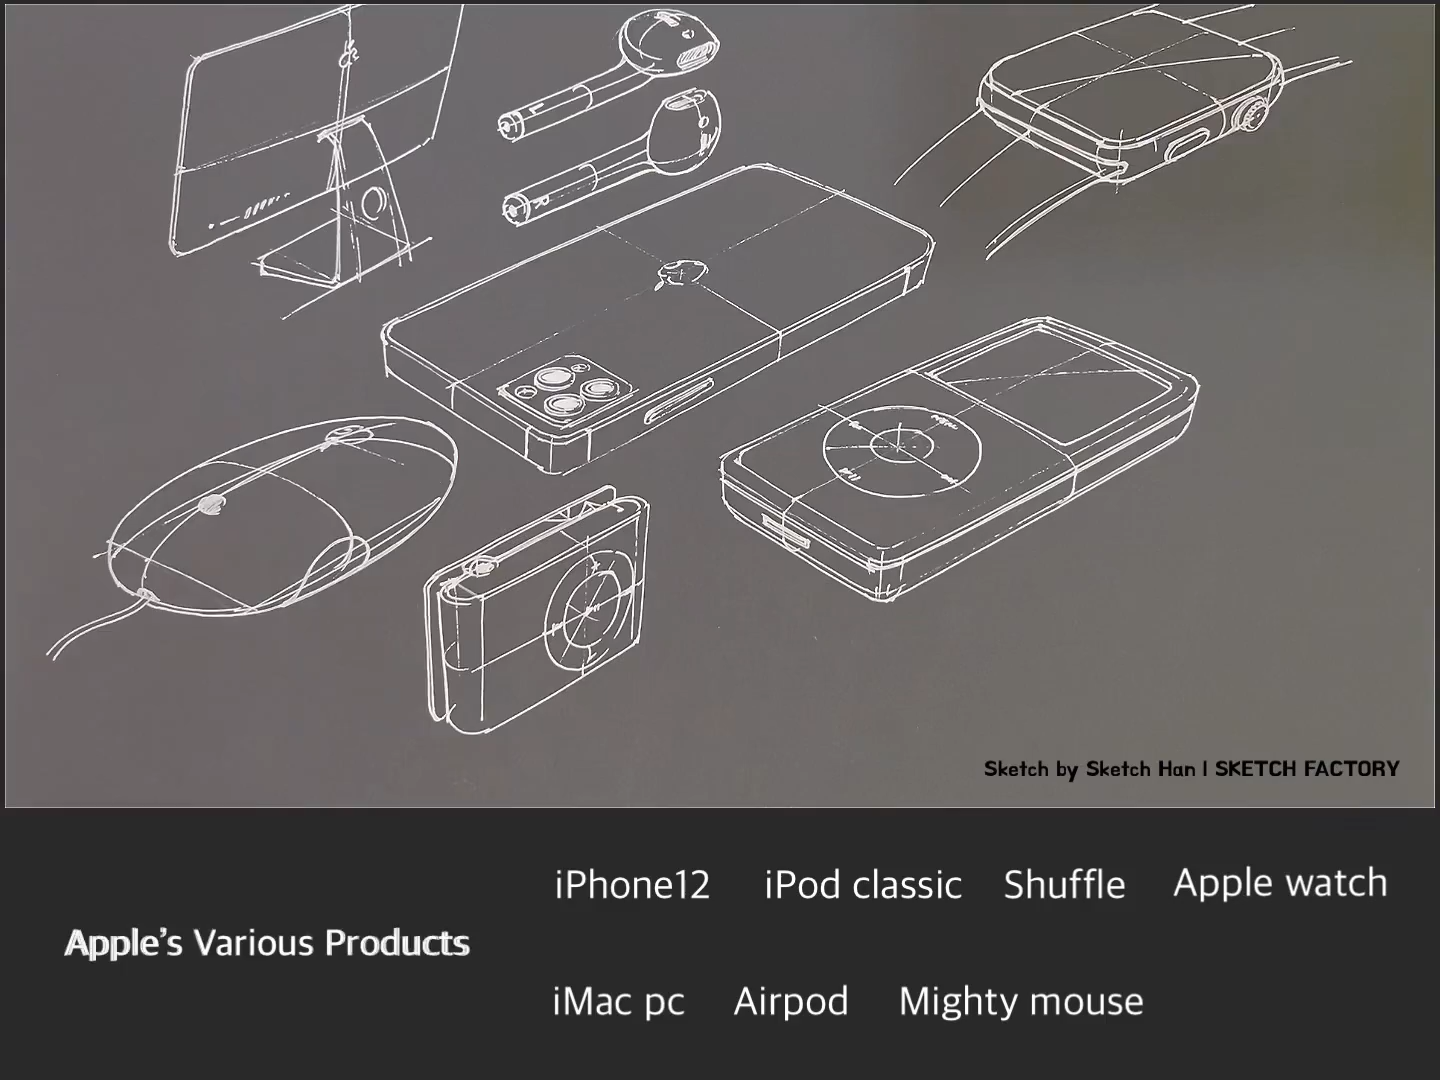 Sketch by Sketch Han | SKETCH FACTORY
iPhone12 iPod classic Shuffle Apple watch
Apple's Various Products
iMac pc Airpod Mighty mouse